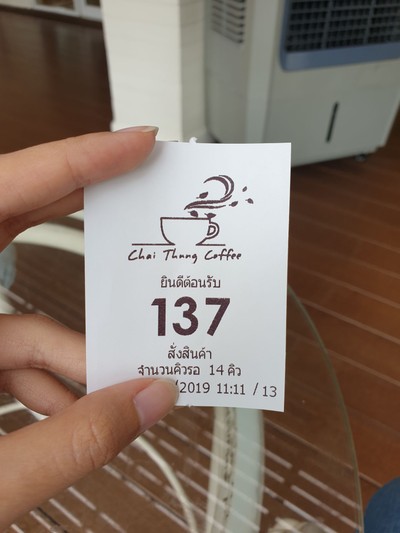 Chai Thung Coffee
ยินดีต้อนรับ
137
สั่งสินค้า
จำนวนคิวรอ 14 คิว
/2019 11:11 / 13